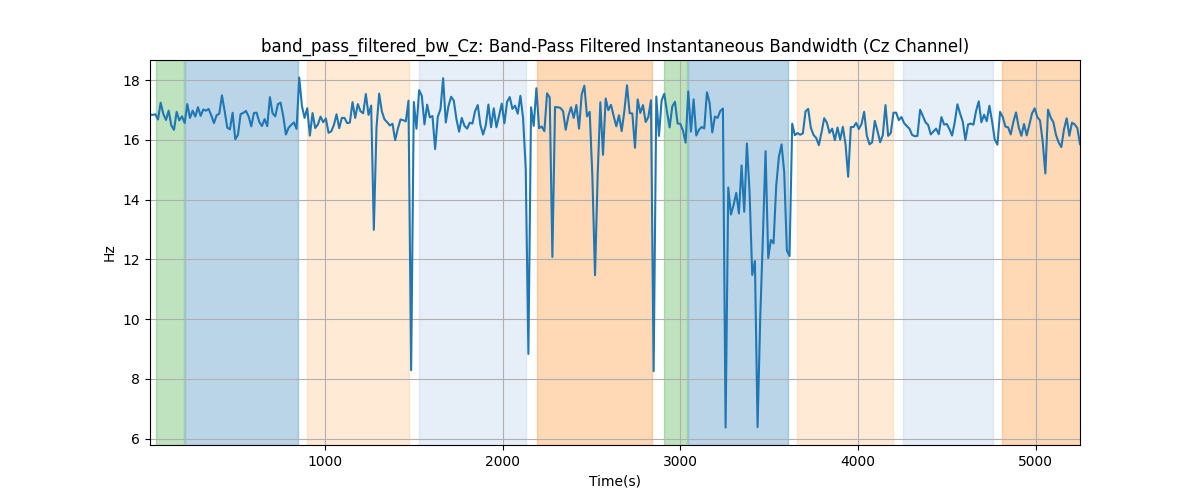 band_pass_filtered_bw_Cz: Band-Pass Filtered Instantaneous Bandwidth (Cz Channel)
18
16
14
12
10
8
6
Hz
1000 2000 3000 4000 5000
Time(s)